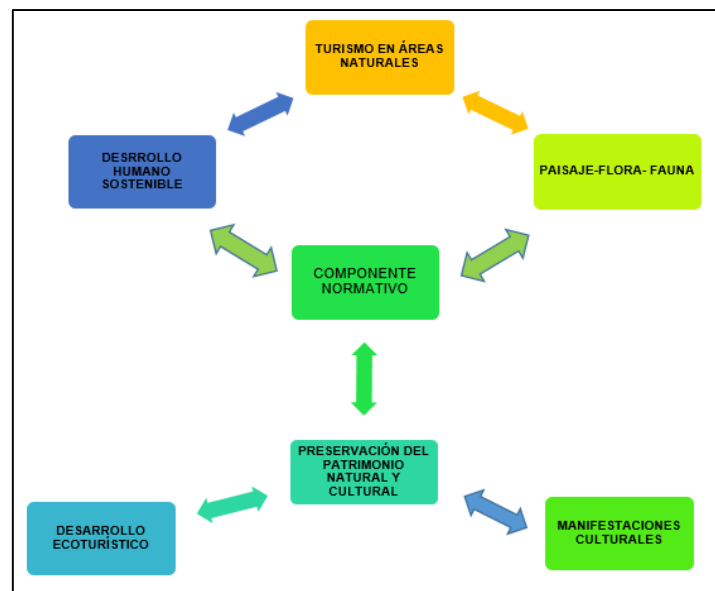 TURISMO EN ÁREAS
NATURALES
DESRROLLO
HUMANO
SOSTENIBLE
PAISAJE-FLORA- FAUNA
COMPONENTE
NORMATIVO
PRESERVACIÓN DEL
PATRIMONIO
NATURAL Y
CULTURAL
DESARROLLO
ECOTURÍSTICO
MANIFESTACIONES
CULTURALES